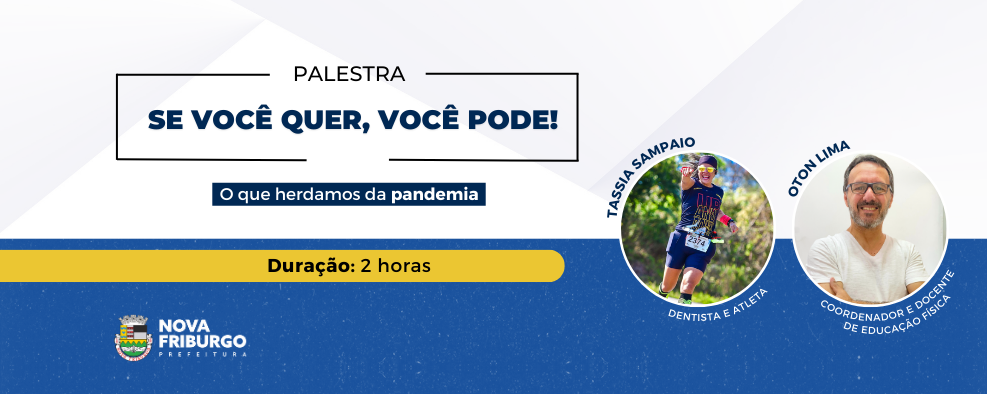 PALESTRA
SE VOCÊ QUER, VOCÊ PODE!
O que herdamos da pandemia
Duração: 2 horas
NOVA
FRIBURGO
PREFEITURA
TASSIA SAMPAIO
2374
DENTISTA E ATLETA
OTON LIMA
COORDENADOR E DOCENTE
DE EDUCAÇÃO FÍSICA